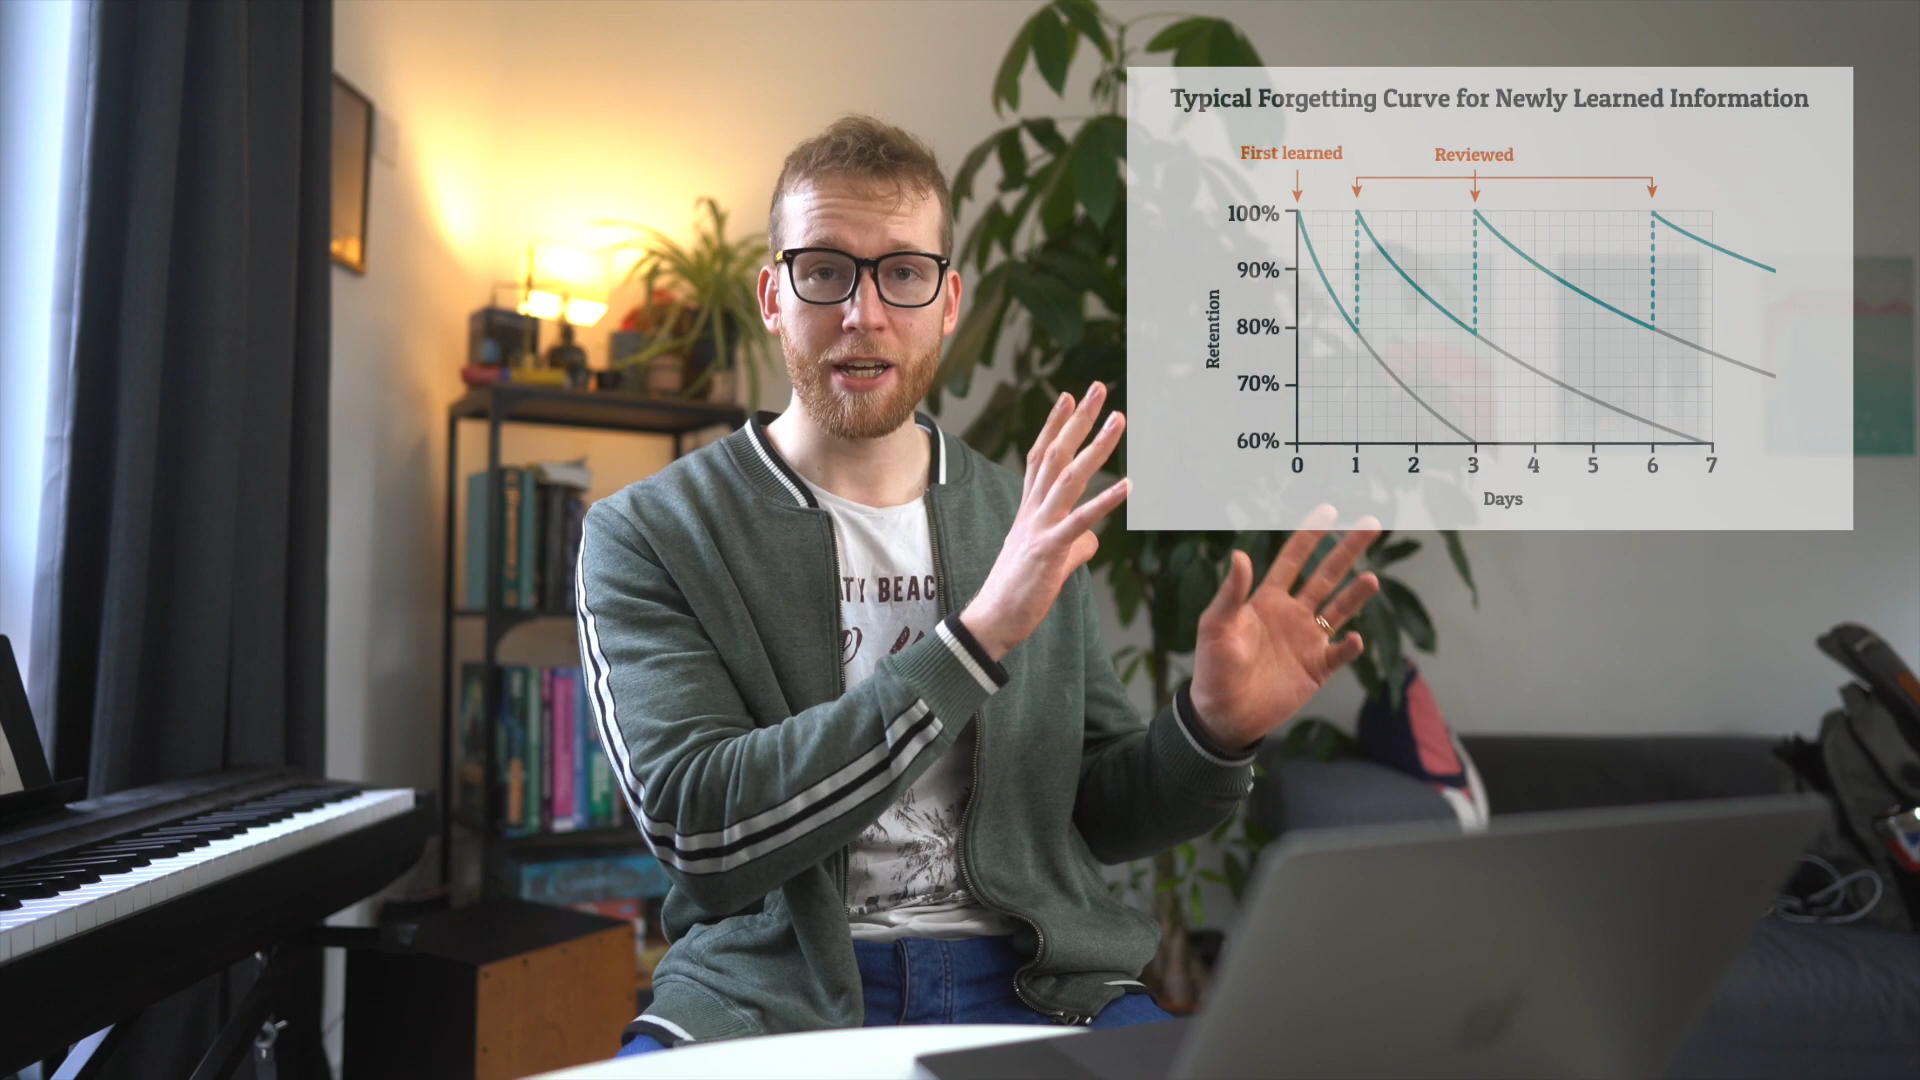 Typical Forgetting Curve for Newly Learned Information
First learned
Reviewed
100%
90%
80%
70%
60%
Retention
0 1 2 3 4 5 6 7
Days
TY BEAC